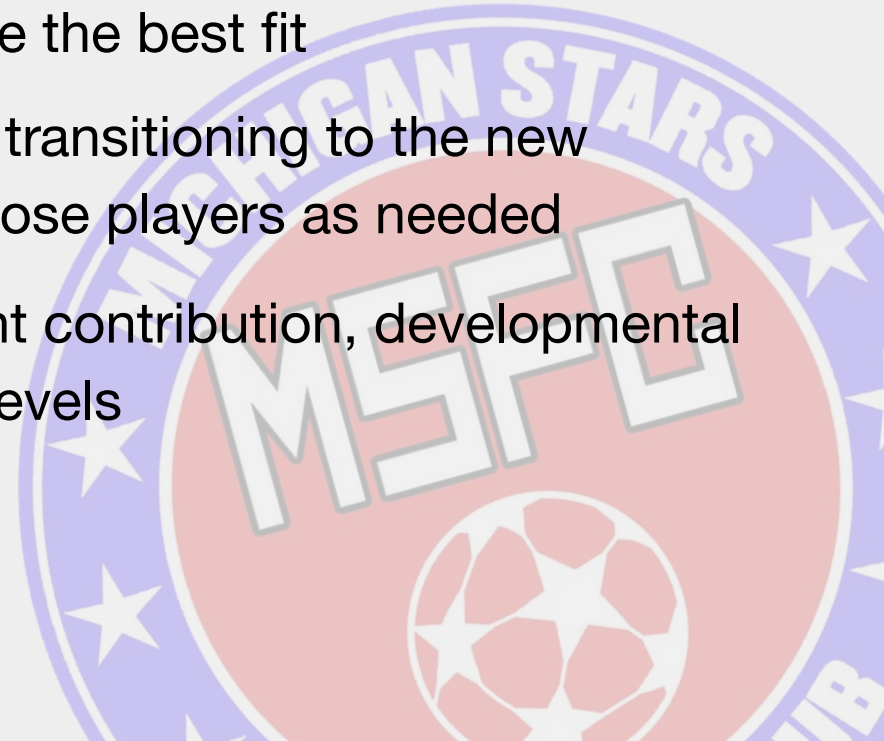 e the best fit
transitioning to the new
ose players as needed
nt contribution, developmental
evels
MICHIGAN STARS
MSFC